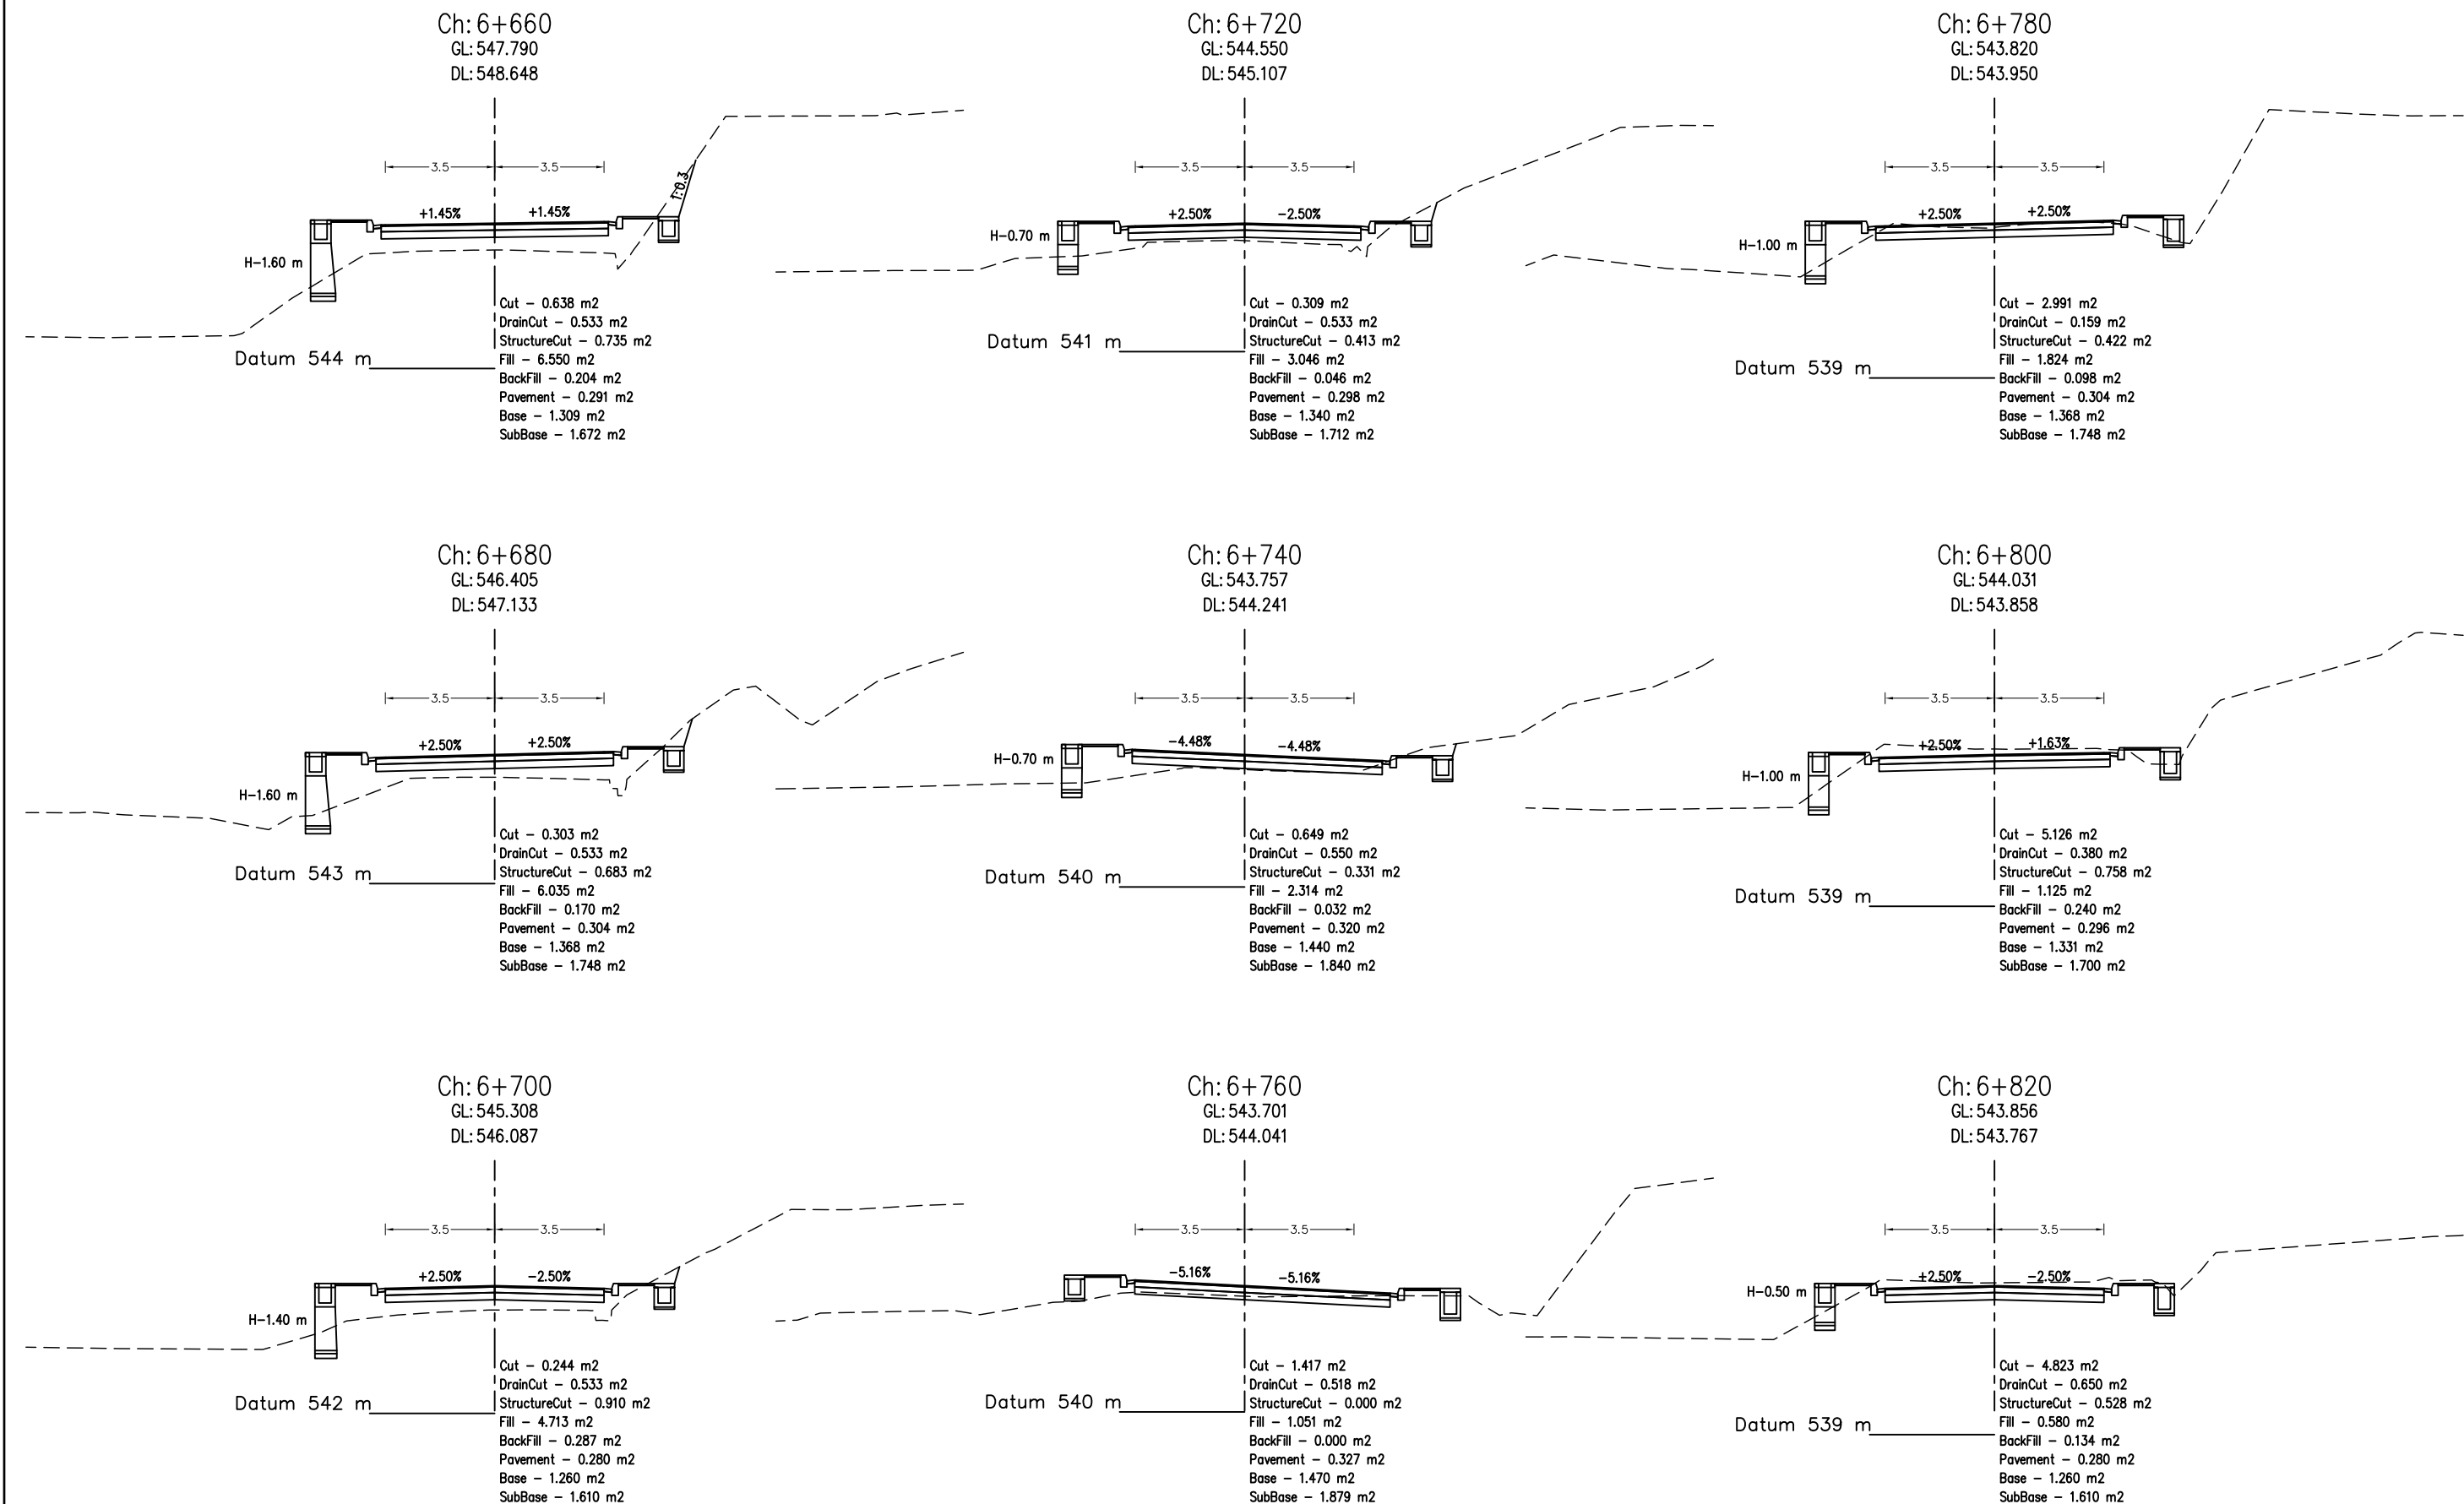 Ch: 6+660
GL: 547.790
DL: 548.648
3.5 3.5
1:0.3
+1.45% +1.45%
H-1.60 m
Datum 544 m
Cut - 0.638 m2
DrainCut - 0.533 m2
StructureCut - 0.735 m2
Fill - 6.550 m2
BackFill - 0.204 m2
Pavement - 0.291 m2
Base - 1.309 m2
SubBase - 1.672 m2
Ch: 6+720
GL: 544.550
DL: 545.107
3.5 3.5
+2.50% -2.50%
H-0.70 m
Datum 541 m
Cut - 0.309 m2
DrainCut - 0.533 m2
StructureCut - 0.413 m2
Fill - 3.046 m2
BackFill - 0.046 m2
Pavement - 0.298 m2
Base - 1.340 m2
SubBase - 1.712 m2
Ch: 6+780
GL: 543.820
DL: 543.950
3.5 3.5
+2.50% +2.50%
H-1.00 m
Datum 539 m
Cut - 2.991 m2
DrainCut - 0.159 m2
StructureCut - 0.422 m2
Fill - 1.824 m2
BackFill - 0.098 m2
Pavement - 0.304 m2
Base - 1.368 m2
SubBase - 1.748 m2
Ch: 6+680
GL: 546.405
DL: 547.133
3.5 3.5
+2.50% +2.50%
H-1.60 m
Datum 543 m
Cut - 0.303 m2
DrainCut - 0.533 m2
StructureCut - 0.683 m2
Fill - 6.035 m2
BackFill - 0.170 m2
Pavement - 0.304 m2
Base - 1.368 m2
SubBase - 1.748 m2
Ch: 6+740
GL: 543.757
DL: 544.241
3.5 3.5
-4.48% -4.48%
H-0.70 m
Datum 540 m
Cut - 0.649 m2
DrainCut - 0.550 m2
StructureCut - 0.331 m2
Fill - 2.314 m2
BackFill - 0.032 m2
Pavement - 0.320 m2
Base - 1.440 m2
SubBase - 1.840 m2
Ch: 6+800
GL: 544.031
DL: 543.858
3.5 3.5
+2.50% +1.63%
H-1.00 m
Datum 539 m
Cut - 5.126 m2
DrainCut - 0.380 m2
StructureCut - 0.758 m2
Fill - 1.125 m2
BackFill - 0.240 m2
Pavement - 0.296 m2
Base - 1.331 m2
SubBase - 1.700 m2
Ch: 6+700
GL: 545.308
DL: 546.087
3.5 3.5
+2.50% -2.50%
H-1.40 m
Datum 542 m
Cut - 0.244 m2
DrainCut - 0.533 m2
StructureCut - 0.910 m2
Fill - 4.713 m2
BackFill - 0.287 m2
Pavement - 0.280 m2
Base - 1.260 m2
SubBase - 1.610 m2
Ch: 6+760
GL: 543.701
DL: 544.041
3.5 3.5
-5.16% -5.16%
Datum 540 m
Cut - 1.417 m2
DrainCut - 0.518 m2
StructureCut - 0.000 m2
Fill - 1.051 m2
BackFill - 0.000 m2
Pavement - 0.327 m2
Base - 1.470 m2
SubBase - 1.879 m2
Ch: 6+820
GL: 543.856
DL: 543.767
3.5 3.5
+2.50% -2.50%
H-0.50 m
Datum 539 m
Cut - 4.823 m2
DrainCut - 0.650 m2
StructureCut - 0.528 m2
Fill - 0.580 m2
BackFill - 0.134 m2
Pavement - 0.280 m2
Base - 1.260 m2
SubBase - 1.610 m2